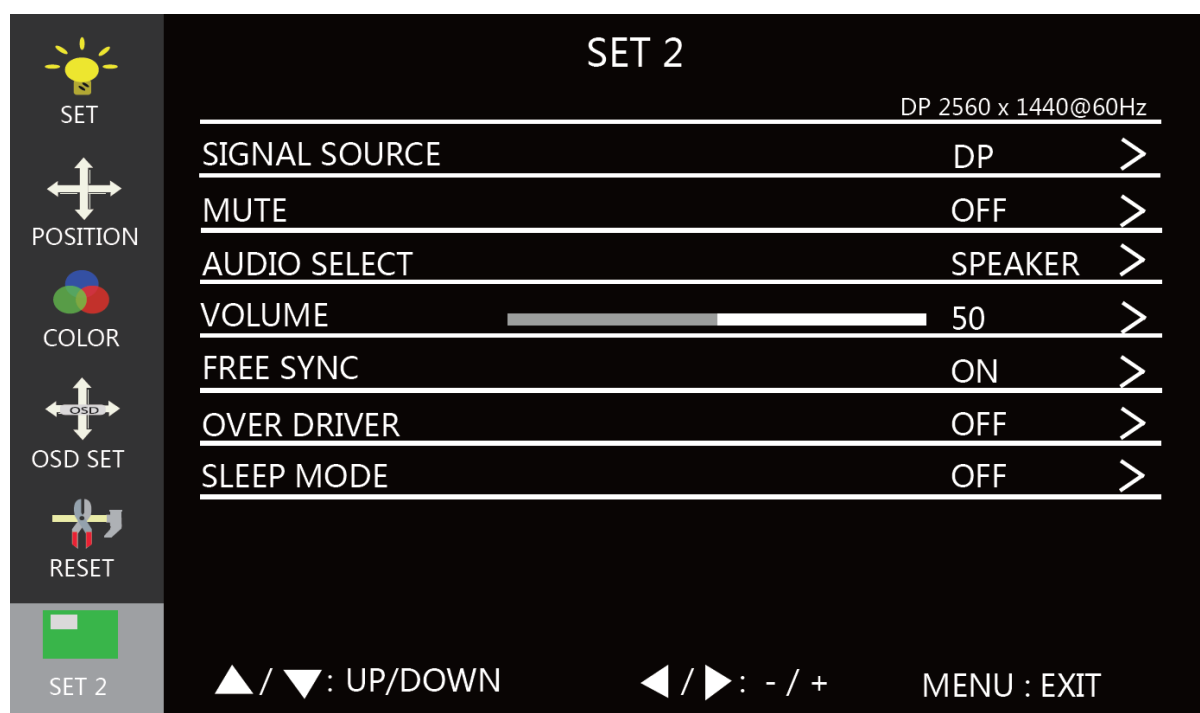 SET 2
DP 2560 x 1440@60Hz
SET
POSITION
COLOR
OSD
OSD SET
RESET
SET 2
SIGNAL SOURCE DP
MUTE OFF
AUDIO SELECT SPEAKER
VOLUME 50
FREE SYNC ON
OVER DRIVER OFF
SLEEP MODE OFF
/ : UP/DOWN / : - / + MENU : EXIT